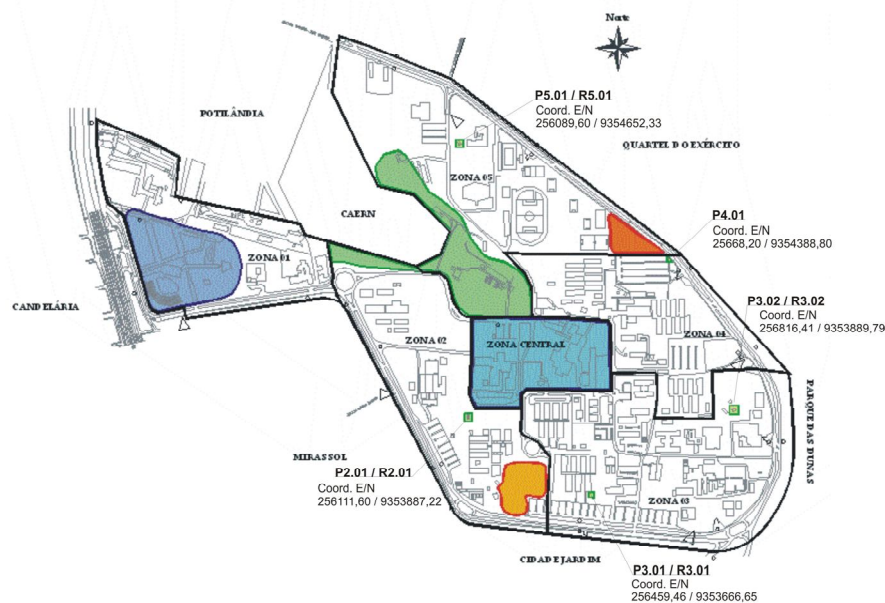 Norte
P5.01 / R5.01
Coord. E/N
256089,60 / 9354652,33
POTILÂNDIA
QUARTEL DO EXÉRCITO
ZONA 05
CAERN
P4.01
Coord. E/N
25668,20 / 9354388,80
ZONA 01
P3.02 / R3.02
Coord. E/N
256816,41 / 9353889,79
CANDELÁRIA
ZONA 02
ZONA CENTRAL
ZONA 04
PARQUE DAS DUNAS
MIRASSOL
P2.01 / R2.01
Coord. E/N
256111,60 / 9353887,22
ZONA 03
CIDADE JARDIM
P3.01 / R3.01
Coord. E/N
256459,46 / 9353666,65